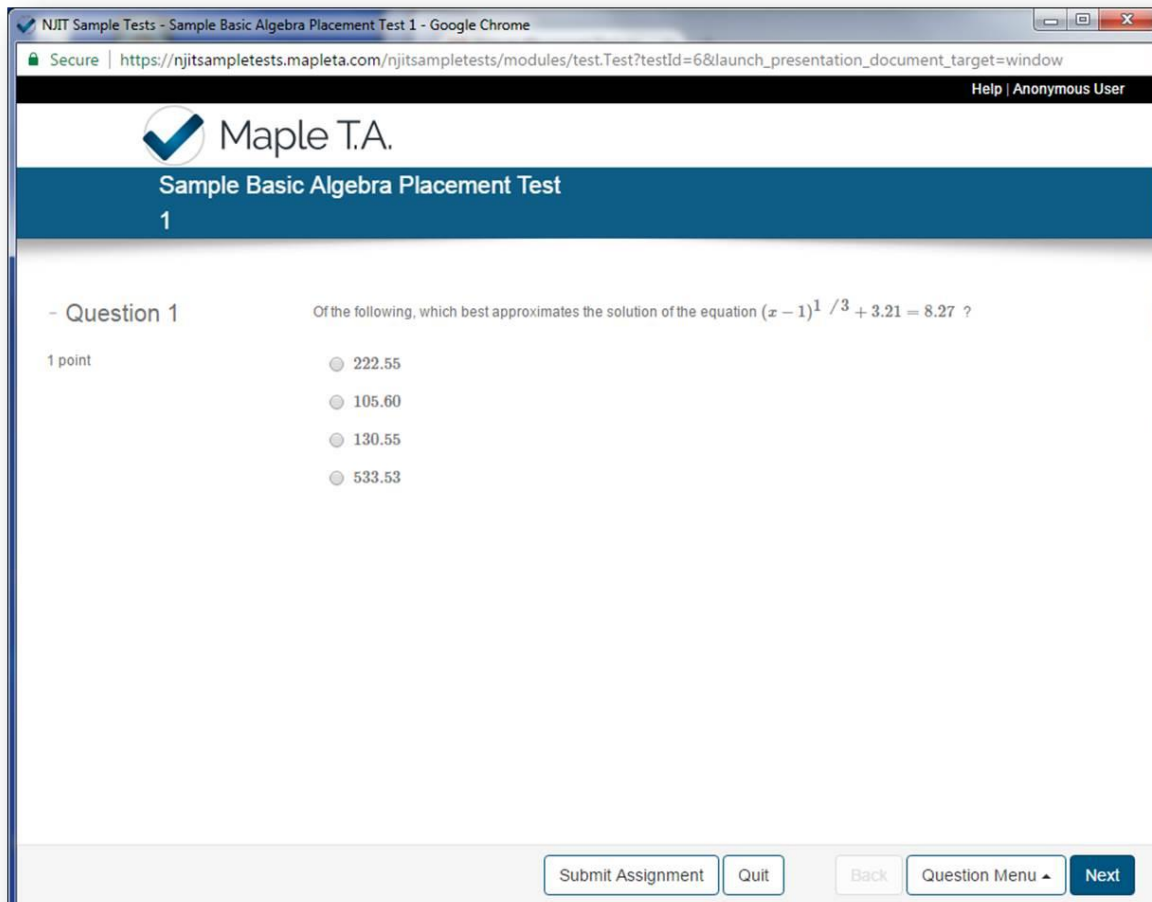 NJIT Sample Tests - Sample Basic Algebra Placement Test 1 - Google Chrome
Secure | https://njitsampletests.mapleta.com/njitsampletests/modules/test.Test?testId=6&launch_presentation_document_target=window
Help | Anonymous User
Maple T.A.
Sample Basic Algebra Placement Test
1
- Question 1
1 point
Of the following, which best approximates the solution of the equation (x − 1)^1 /3 + 3.21 = 8.27 ?
222.55
105.60
130.55
533.53
Submit Assignment Quit Back Question Menu Next